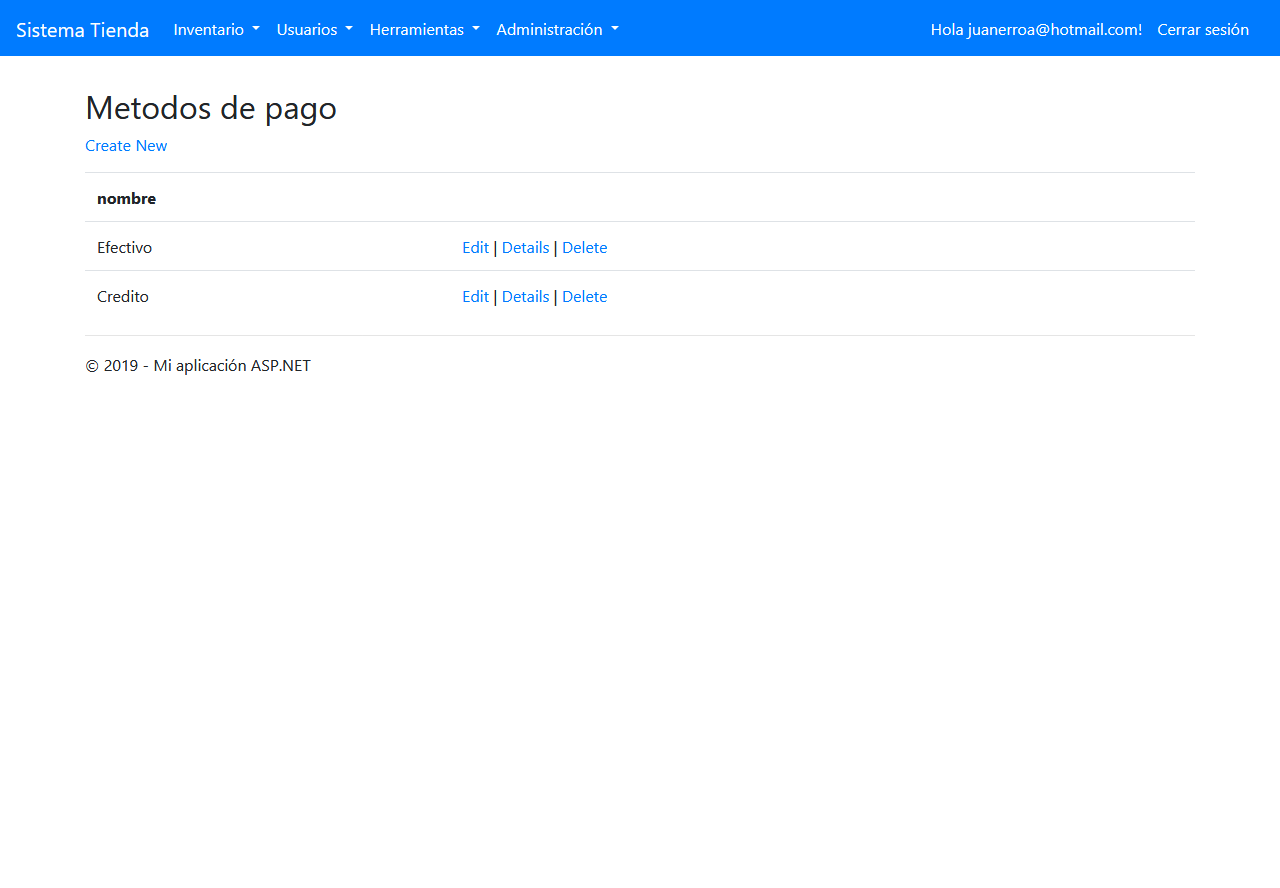 Sistema Tienda Inventario Usuarios Herramientas Administración Hola juanerroa@hotmail.com! Cerrar sesión
Metodos de pago
Create New
nombre
Efectivo Edit | Details | Delete
Credito Edit | Details | Delete
© 2019 - Mi aplicación ASP.NET